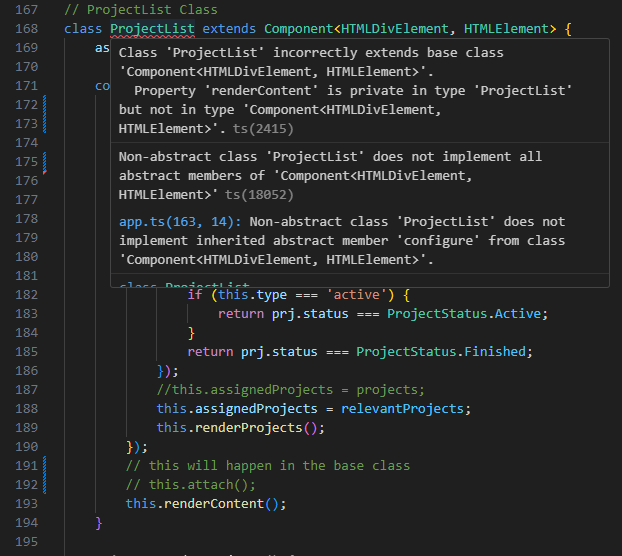 167 // ProjectList Class
168 class ProjectList extends Component<HTMLDivElement, HTMLElement> {
169 as
Class 'ProjectList' incorrectly extends base class
170 'Component<HTMLDivElement, HTMLElement>'.
171 co
Property 'renderContent' is private in type 'ProjectList'
172 but not in type 'Component<HTMLDivElement,
173 HTMLElement>'. ts(2415)
174
175 Non-abstract class 'ProjectList' does not implement all
176 abstract members of 'Component<HTMLDivElement,
177 HTMLElement>' ts(18052)
178 app.ts(163, 14): Non-abstract class 'ProjectList' does not
179 implement inherited abstract member 'configure' from class
180 'Component<HTMLDivElement, HTMLElement>'.
181 class ProjectList
182 if (this.type === 'active') {
183 return prj.status === ProjectStatus.Active;
184 }
185 return prj.status === ProjectStatus.Finished;
186 });
187 //this.assignedProjects = projects;
188 this.assignedProjects = relevantProjects;
189 this.renderProjects();
190 });
191 // this will happen in the base class
192 // this.attach();
193 this.renderContent();
194 }
195